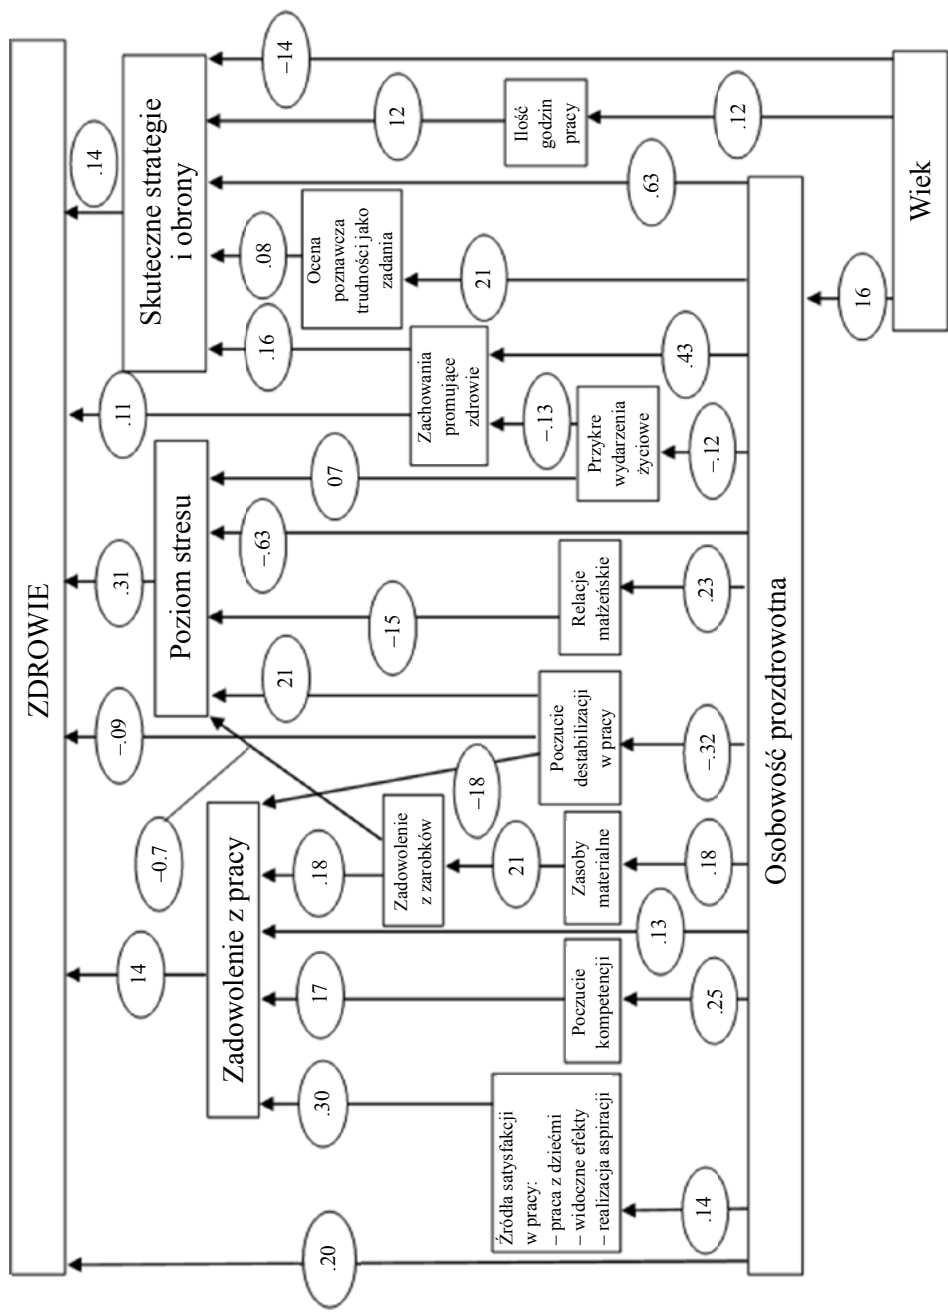 ZDROWIE
.20
14
–0.7
–.09
.31
.11
.14
Zadowolenie z pracy
Poziom stresu
Skuteczne strategie
i obrony
.30
17
.18
–18
21
–15
–.63
07
.16
.08
12
–14
Zadowolenie
z zarobków
Zachowania
promujące
zdrowie
Ocena
poznawcza
trudności jako
zadania
Ilość
godzin
pracy
21
–.13
Źródła satysfakcji
w pracy:
– praca z dziećmi
– widoczne efekty
– realizacja aspiracji
Poczucie
kompetencji
Zasoby
materialne
Poczucie
destabilizacji
w pracy
Relacje
małżeńskie
Przykre
wydarzenia
życiowe
.14
.25
.13
.18
–.32
.23
–.12
.43
21
.63
.12
Osobowość prozdrowotna
16
Wiek